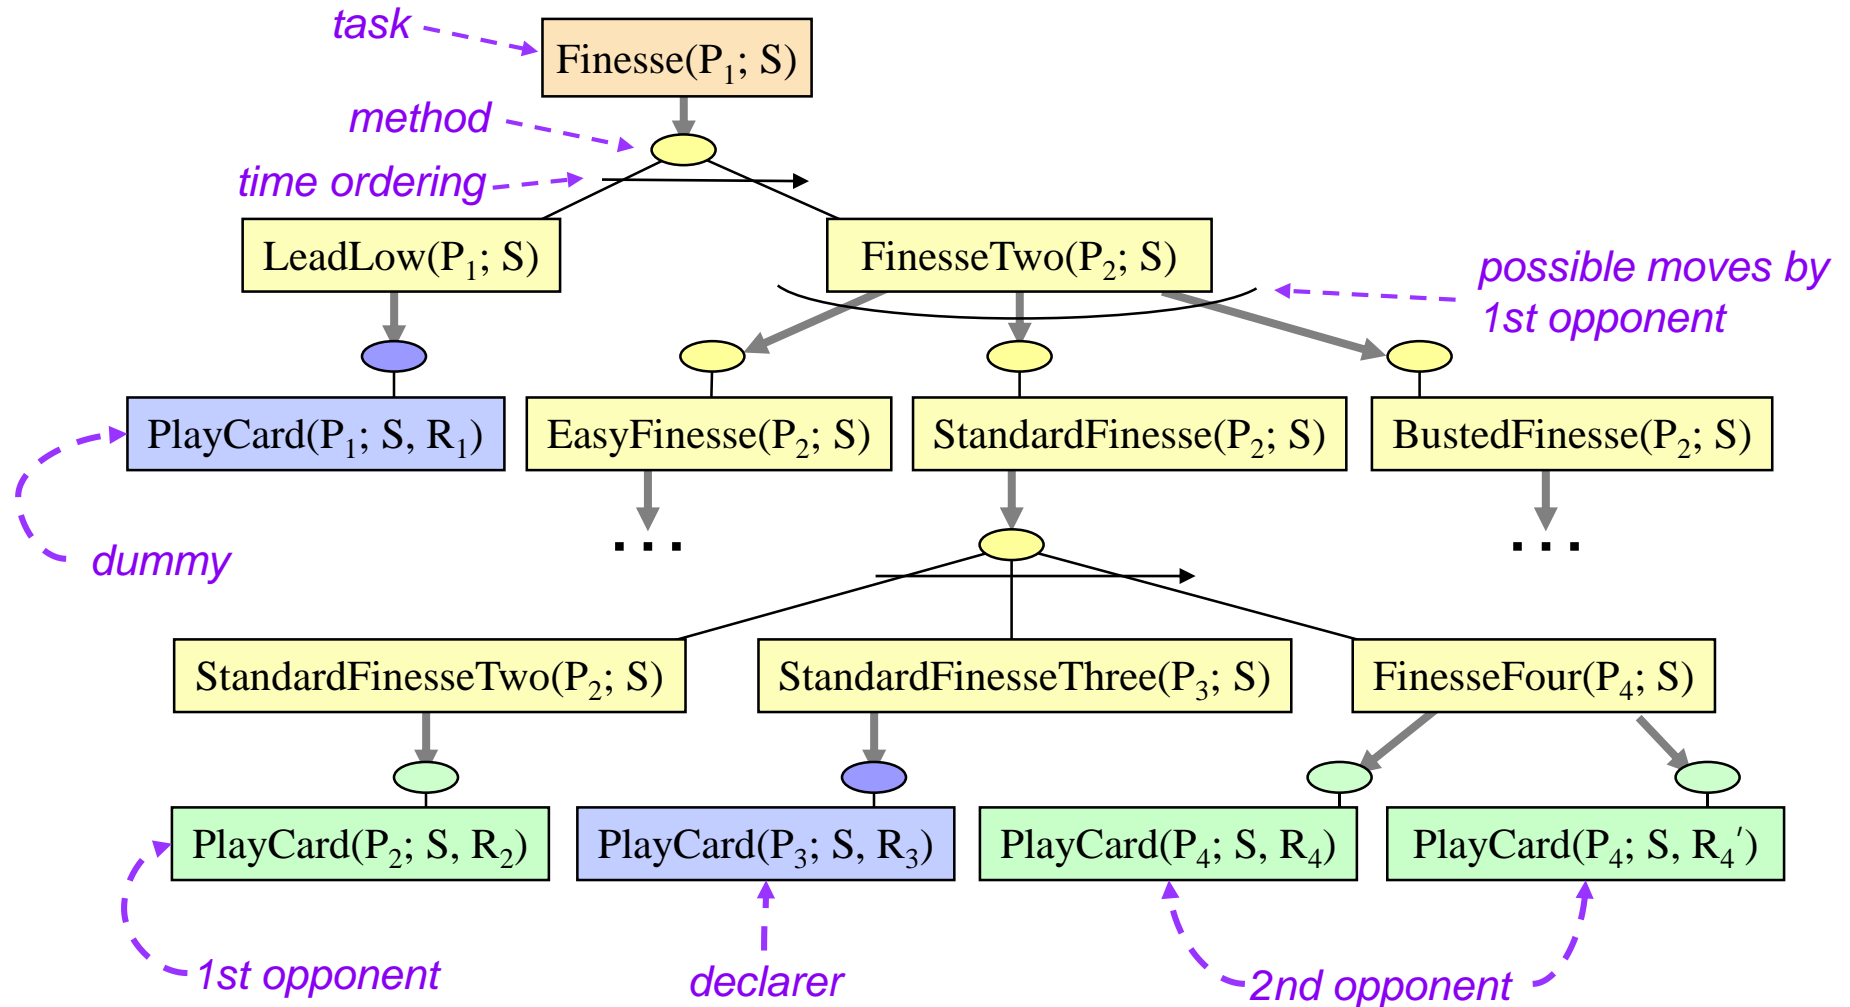 task
Finesse(P₁; S)
method
time ordering
LeadLow(P₁; S)
FinesseTwo(P₂; S)
possible moves by
1st opponent
PlayCard(P₁; S, R₁)
EasyFinesse(P₂; S)
StandardFinesse(P₂; S)
BustedFinesse(P₂; S)
dummy
. . .
. . .
StandardFinesseTwo(P₂; S)
StandardFinesseThree(P₃; S)
FinesseFour(P₄; S)
PlayCard(P₂; S, R₂)
PlayCard(P₃; S, R₃)
PlayCard(P₄; S, R₄)
PlayCard(P₄; S, R₄′)
1st opponent
declarer
2nd opponent